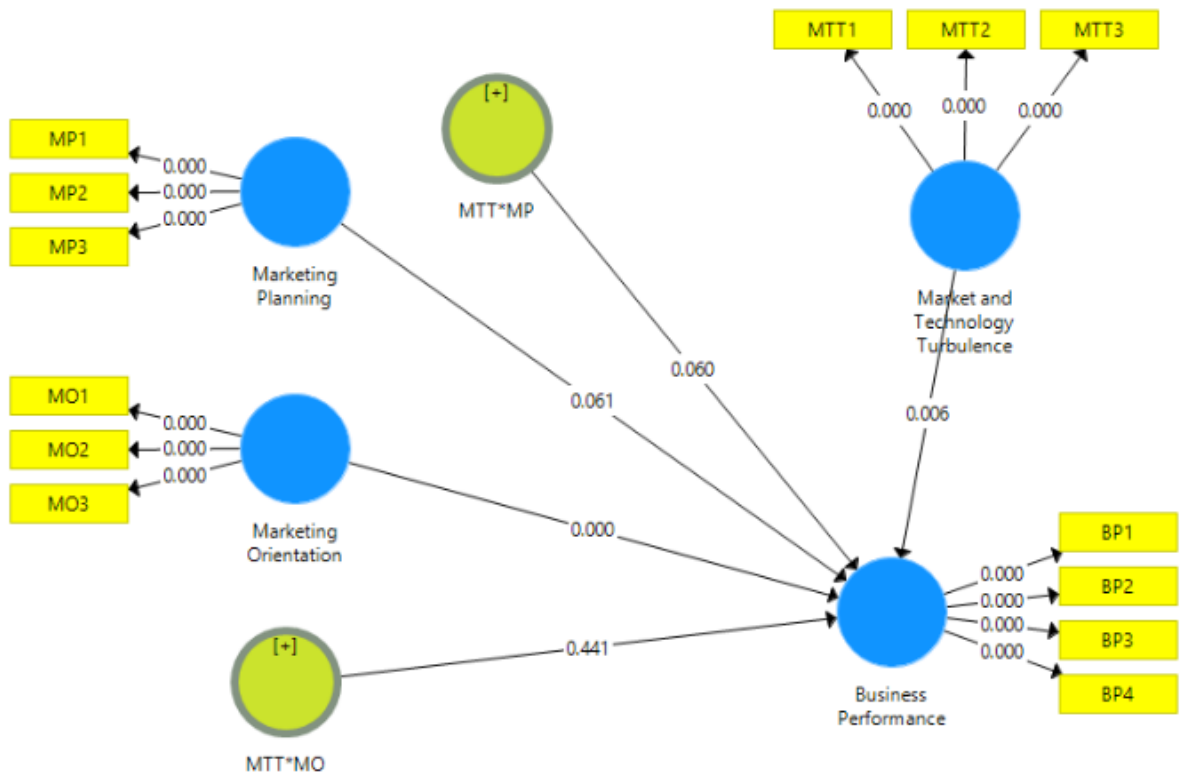 MTT1
MTT2
MTT3
0.000
0.000
0.000
Market and
Technology
Turbulence
[+]
MTT*MP
MP1
MP2
MP3
0.000
0.000
0.000
Marketing
Planning
0.060
0.061
0.006
MO1
MO2
MO3
0.000
0.000
0.000
Marketing
Orientation
0.000
[+]
MTT*MO
0.441
BP1
BP2
BP3
BP4
0.000
0.000
0.000
0.000
Business
Performance